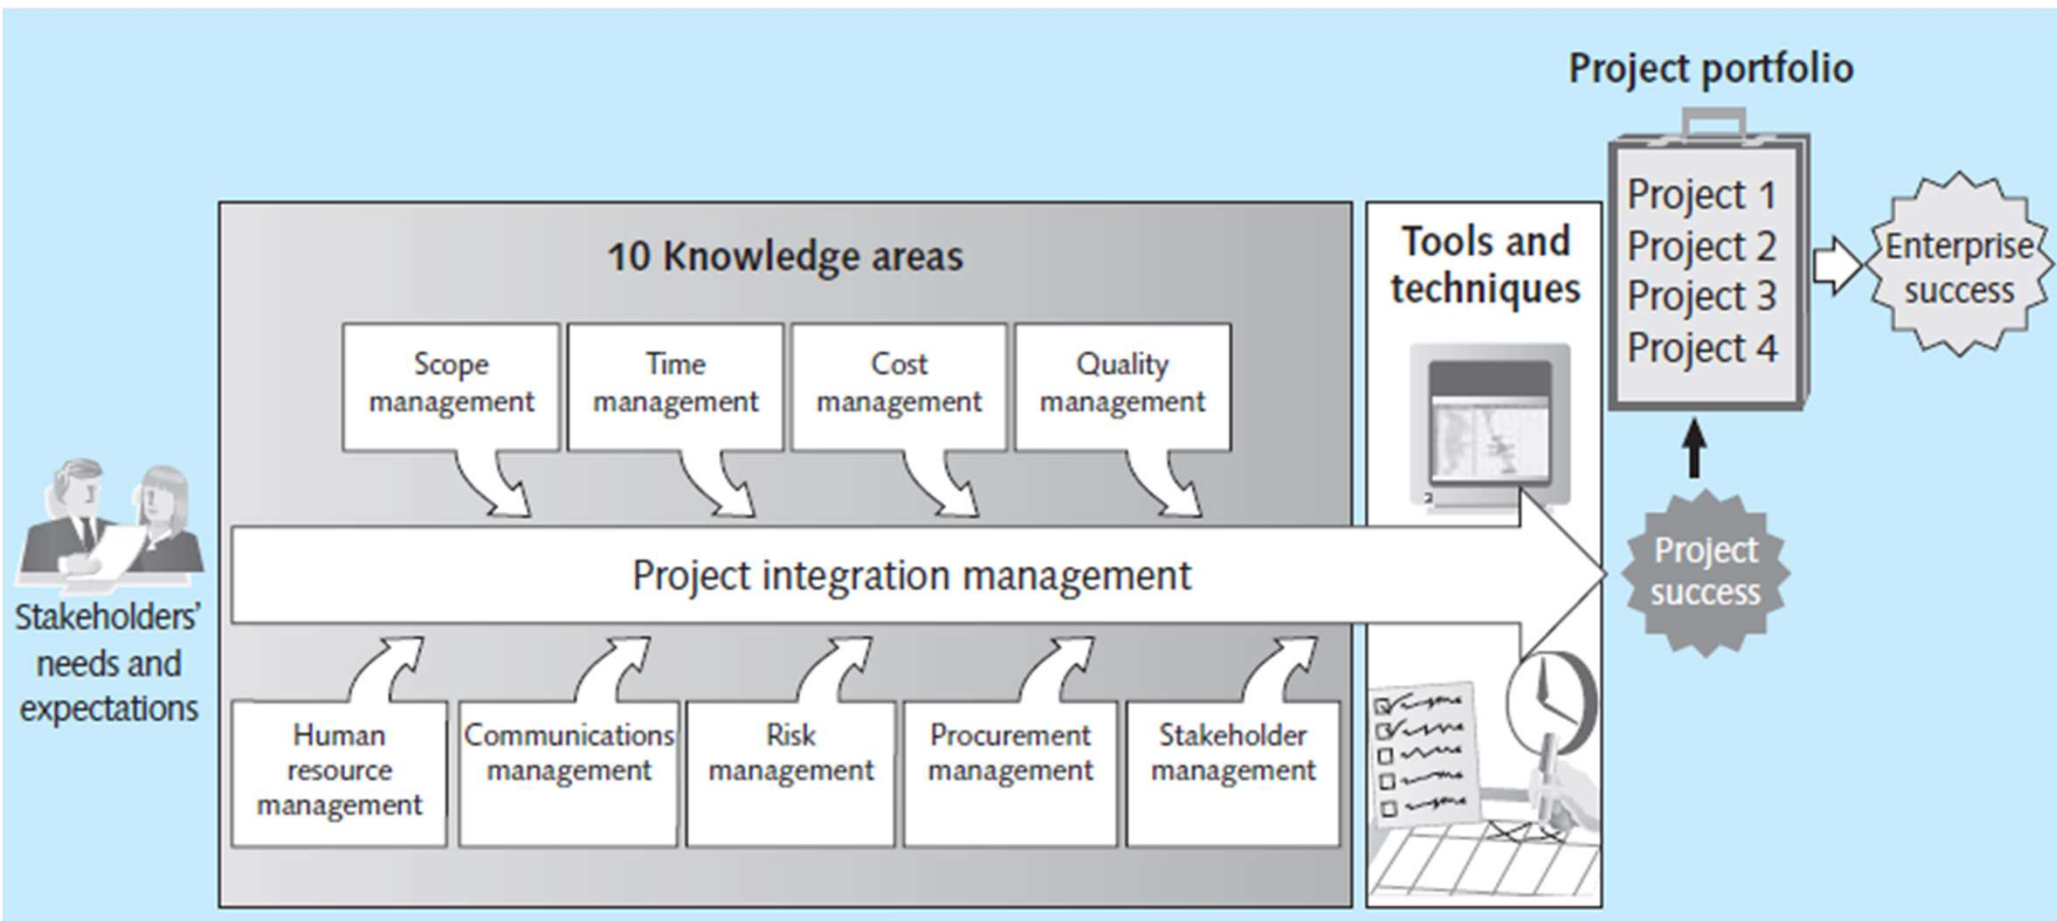 Project portfolio
Project 1
Project 2
Project 3
Project 4
Enterprise
success
10 Knowledge areas
Tools and
techniques
Scope
management
Time
management
Cost
management
Quality
management
Project integration management
Project
success
Stakeholders'
needs and
expectations
Human
resource
management
Communications
management
Risk
management
Procurement
management
Stakeholder
management